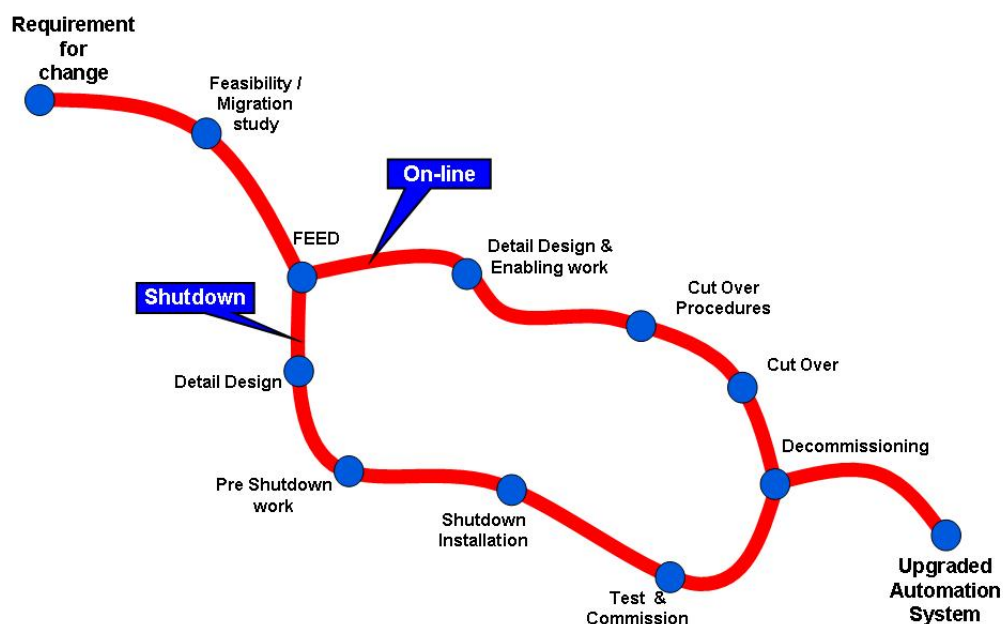 Requirement
for
change
Feasibility /
Migration
study
On-line
FEED
Detail Design &
Enabling work
Shutdown
Cut Over
Procedures
Detail Design
Cut Over
Decommissioning
Pre Shutdown
work
Shutdown
Installation
Test &
Commission
Upgraded
Automation
System